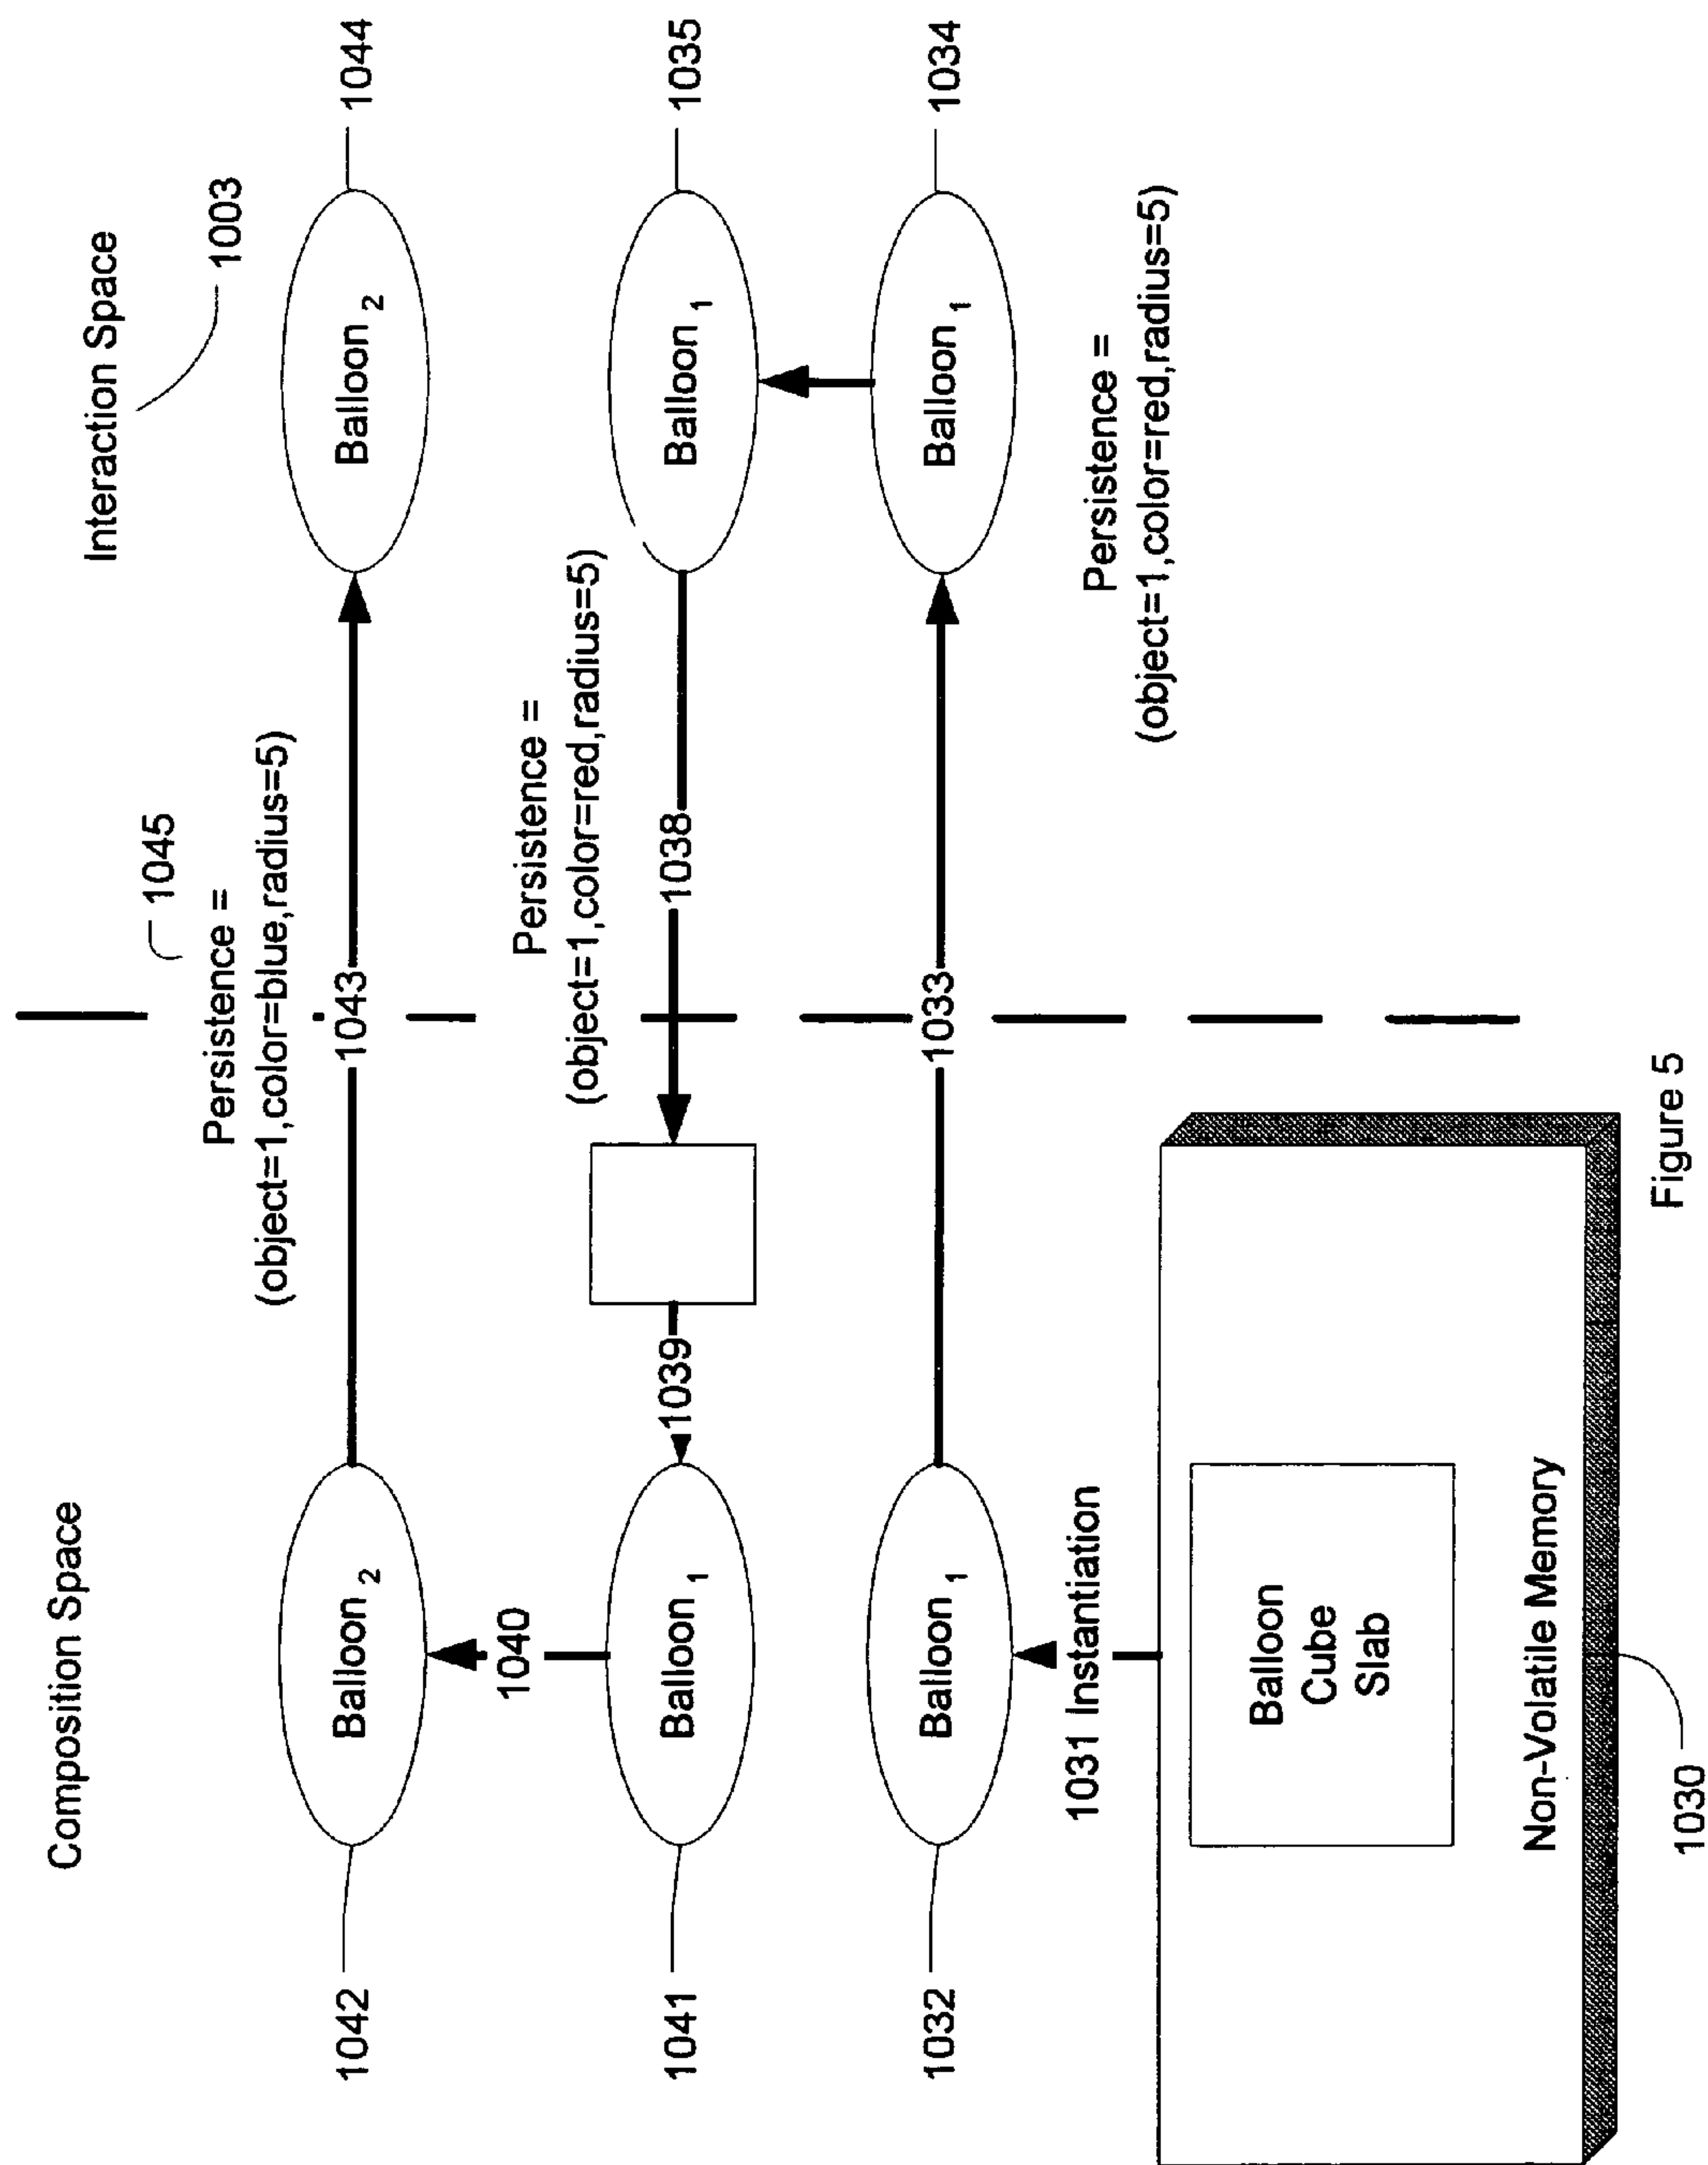 Composition Space
Interaction Space
1003
1045
Persistence =
(object=1,color=blue,radius=5)
1042
Balloon 2
1043
Balloon 2
1044
1040
Persistence =
(object=1,color=red,radius=5)
1041
Balloon 1
1039
1038
Balloon 1
1035
1032
Balloon 1
1033
Balloon 1
1034
1031 Instantiation
Persistence =
(object=1,color=red,radius=5)
Balloon
Cube
Slab
Non-Volatile Memory
1030
Figure 5